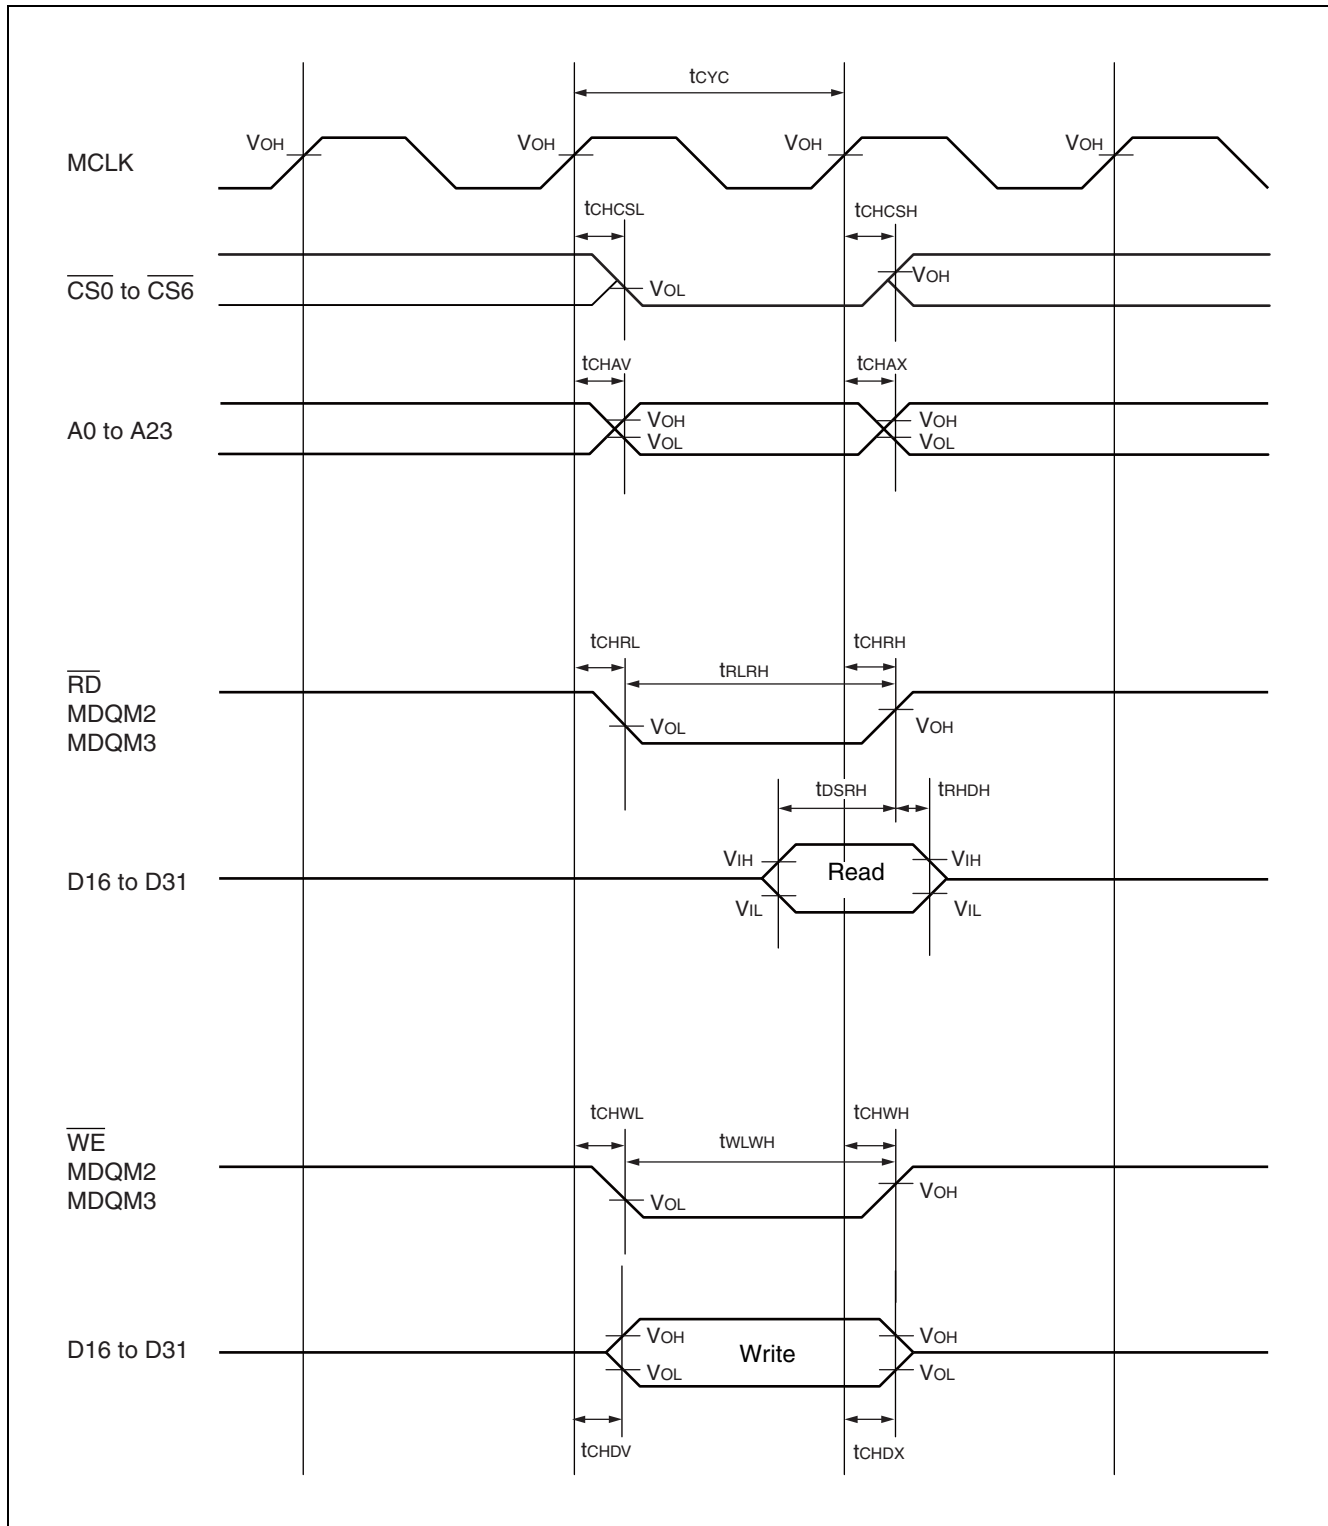 tCYC
VOH VOH VOH VOH
MCLK
tCHCSL tCHCSH
VOH
CS0 to CS6 VOL
tCHAV tCHAX
VOH VOH
A0 to A23
VOL VOL
tCHRL tCHRH
tRLRH
RD
MDQM2 VOL VOH
MDQM3
tDSRH tRHDH
VIH Read VIH
D16 to D31
VIL VIL
tCHWL tCHWH
WE tWLWH
MDQM2
MDQM3 VOL VOH
VOH VOH
D16 to D31 Write
VOL VOL
tCHDV tCHDX